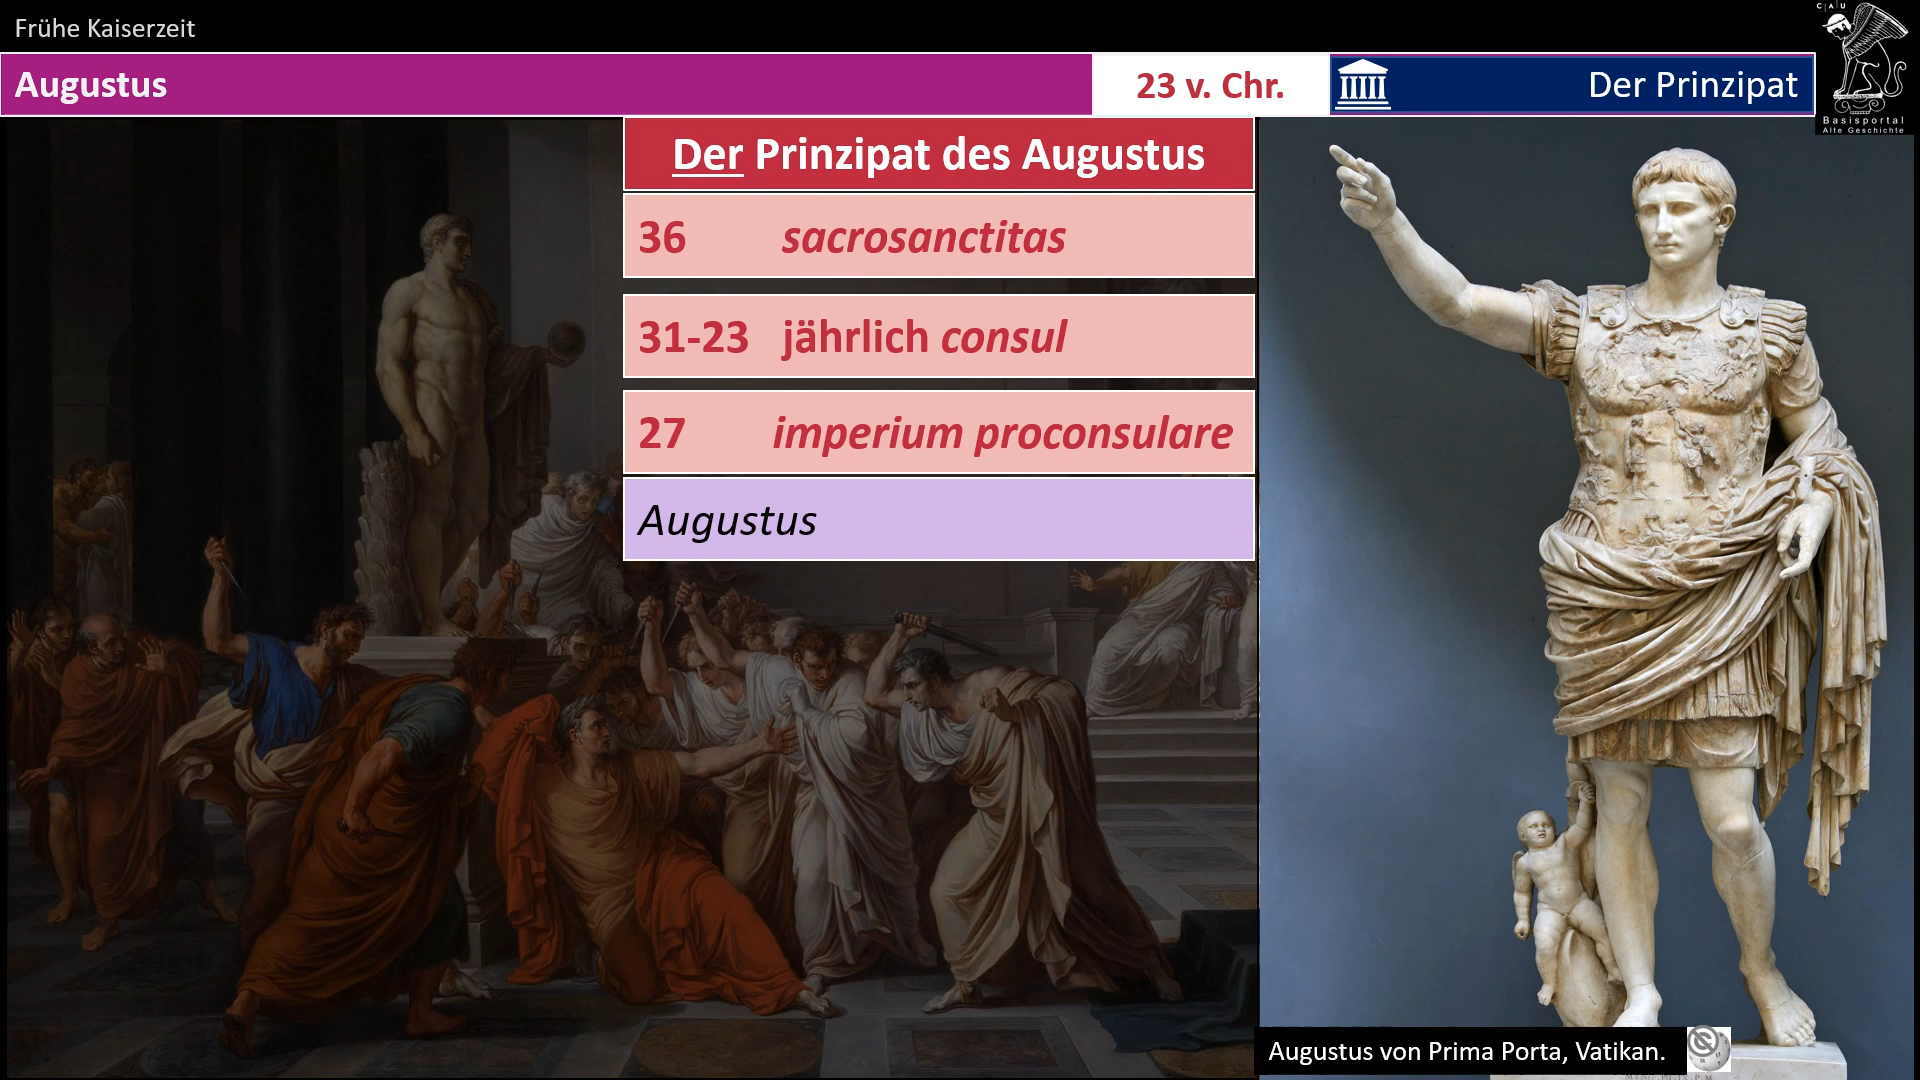 Frühe Kaiserzeit
Augustus
23 v. Chr.
Der Prinzipat
C|A|U
Basisportal
Alte Geschichte
Der Prinzipat des Augustus
36 sacrosanctitas
31-23 jährlich consul
27 imperium proconsulare
Augustus
Augustus von Prima Porta, Vatikan.